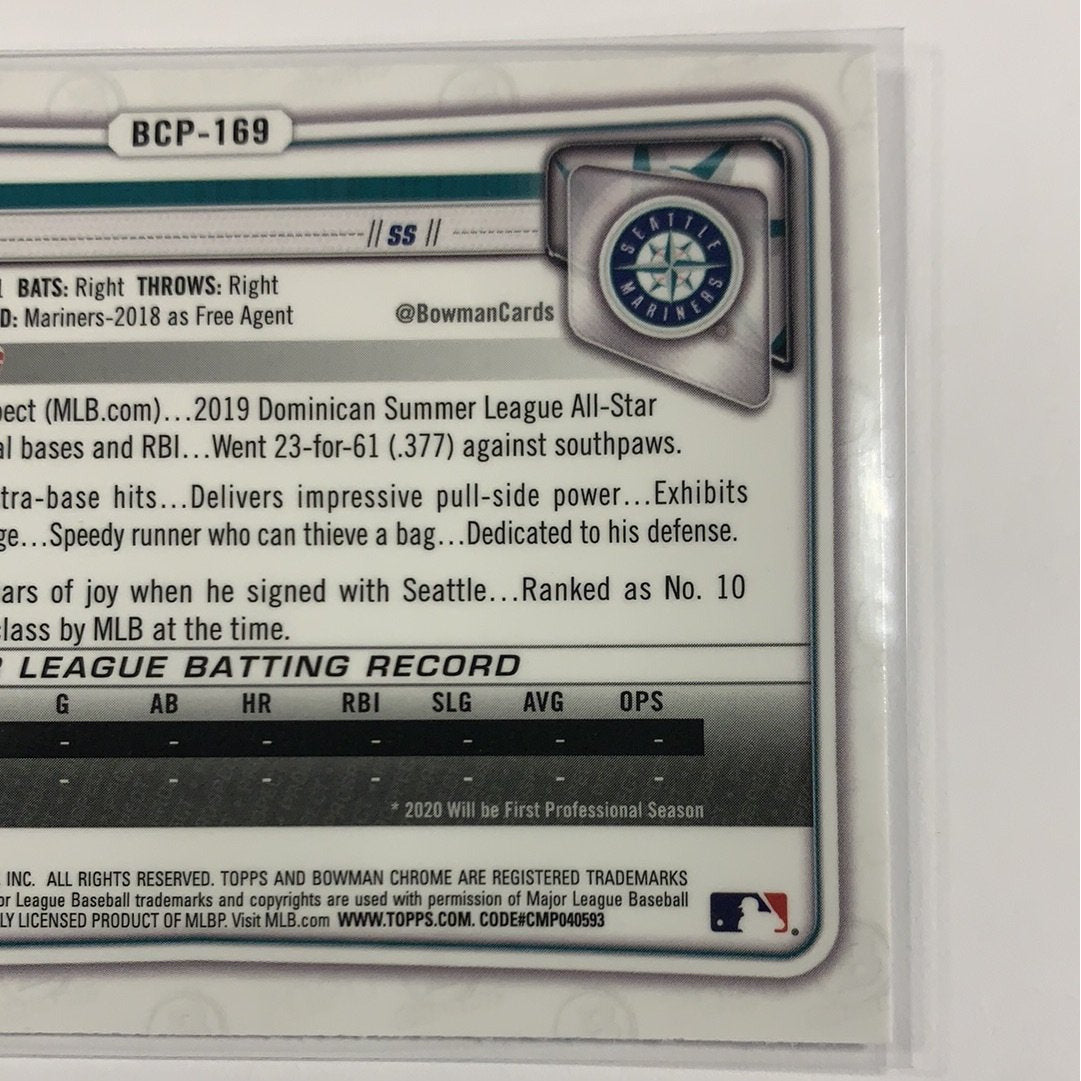 BCP-169
// SS //
SEATTLE
MARINERS
BATS: Right THROWS: Right
D: Mariners-2018 as Free Agent
@BowmanCards
pect (MLB.com)...2019 Dominican Summer League All-Star
al bases and RBI...Went 23-for-61 (.377) against southpaws.
tra-base hits...Delivers impressive pull-side power...Exhibits
ge...Speedy runner who can thieve a bag...Dedicated to his defense.
ars of joy when he signed with Seattle...Ranked as No. 10
class by MLB at the time.
R LEAGUE BATTING RECORD
G AB HR RBI SLG AVG OPS
- - - - - - -
- - - - - - -
* 2020 Will be First Professional Season
INC. ALL RIGHTS RESERVED. TOPPS AND BOWMAN CHROME ARE REGISTERED TRADEMARKS
or League Baseball trademarks and copyrights are used with permission of Major League Baseball
LY LICENSED PRODUCT OF MLBP. Visit MLB.com WWW.TOPPS.COM. CODE#CMP040593